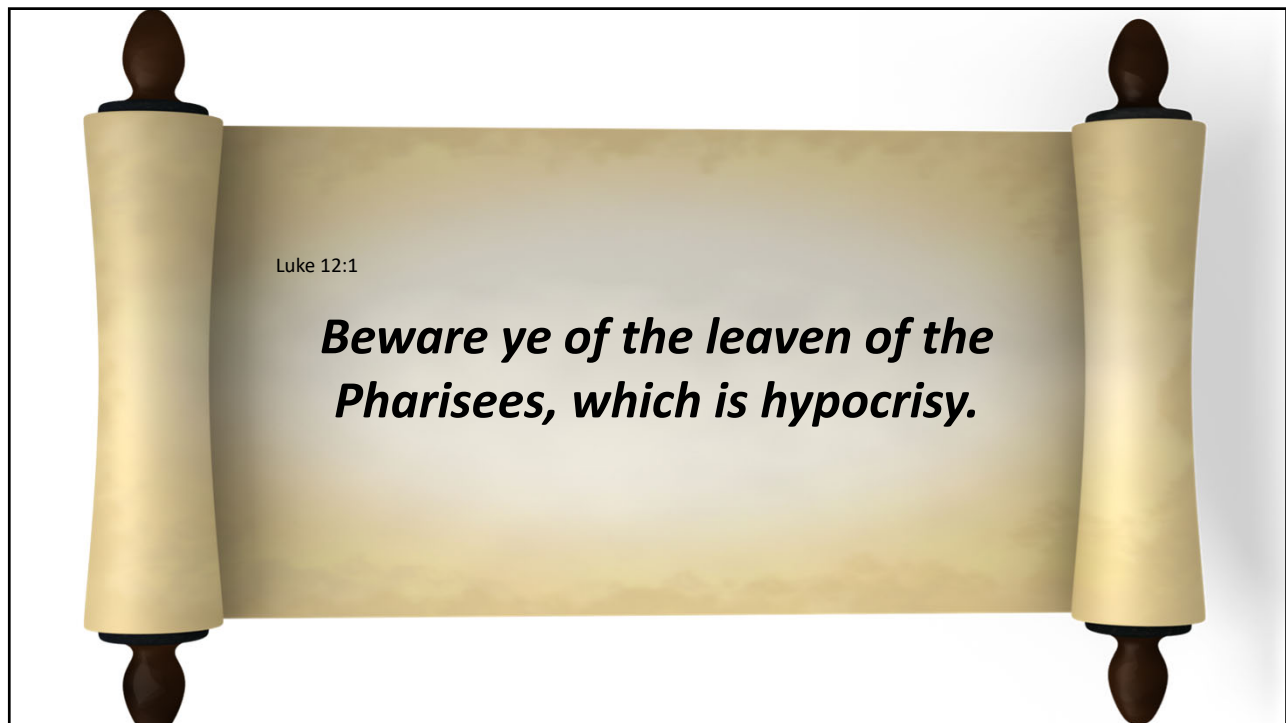 Luke 12:1
Beware ye of the leaven of the
Pharisees, which is hypocrisy.